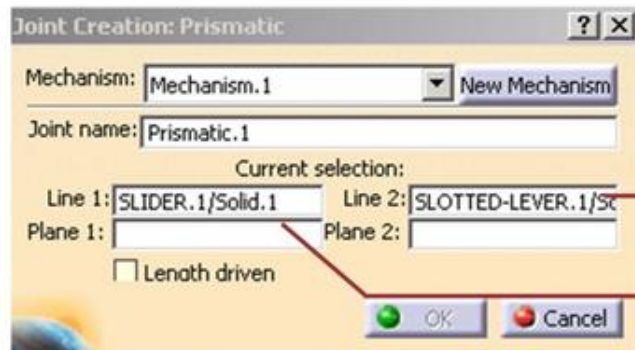 Joint Creation: Prismatic
Mechanism: Mechanism.1 New Mechanism
Joint name: Prismatic.1
Current selection:
Line 1: SLIDER.1/Solid.1 Line 2: SLOTTED-LEVER.1/So
Plane 1: Plane 2:
Length driven
OK Cancel